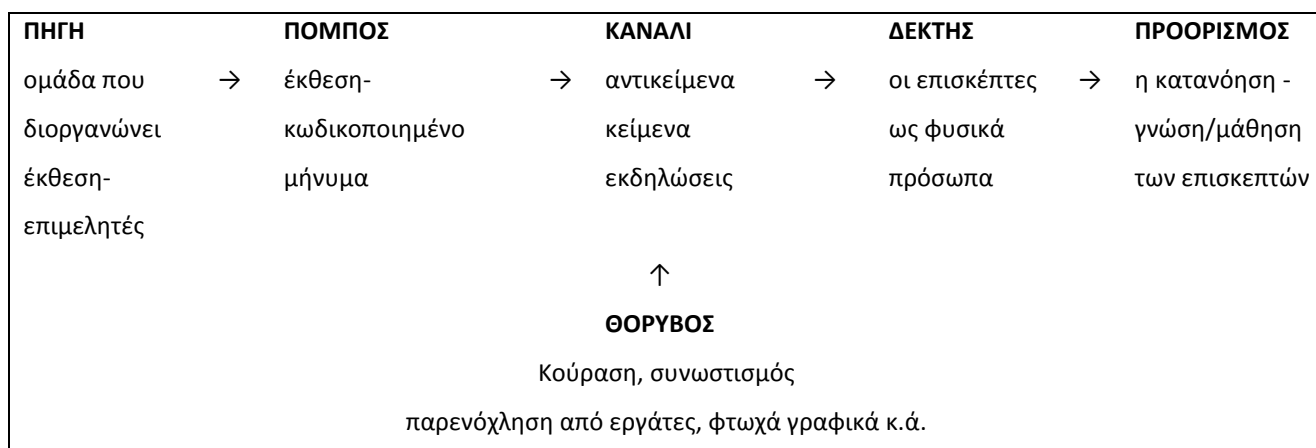 ΠΗΓΗ ΠΟΜΠΟΣ ΚΑΝΑΛΙ ΔΕΚΤΗΣ ΠΡΟΟΡΙΣΜΟΣ
ομάδα που → έκθεση- → αντικείμενα → οι επισκέπτες → η κατανόηση -
διοργανώνει κωδικοποιημένο κείμενα ως φυσικά γνώση/μάθηση
έκθεση- μήνυμα εκδηλώσεις πρόσωπα των επισκεπτών
επιμελητές
↑
ΘΟΡΥΒΟΣ
Κούραση, συνωστισμός
παρενόχληση από εργάτες, φτωχά γραφικά κ.ά.